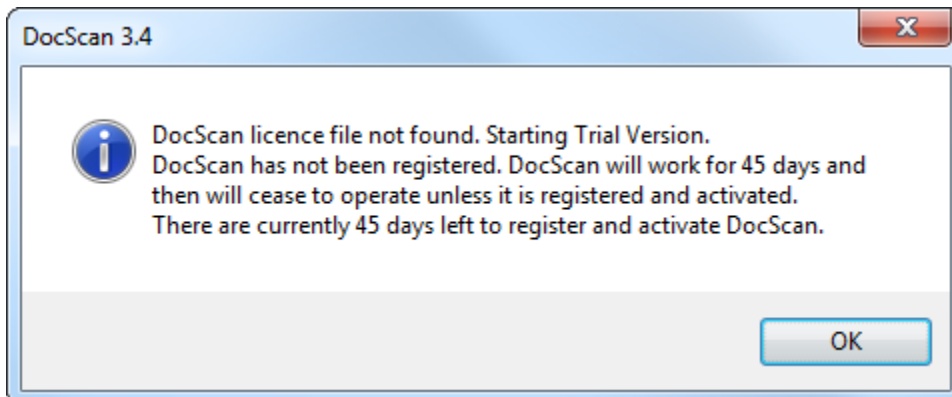 DocScan 3.4
DocScan licence file not found. Starting Trial Version.
DocScan has not been registered. DocScan will work for 45 days and
then will cease to operate unless it is registered and activated.
There are currently 45 days left to register and activate DocScan.
OK